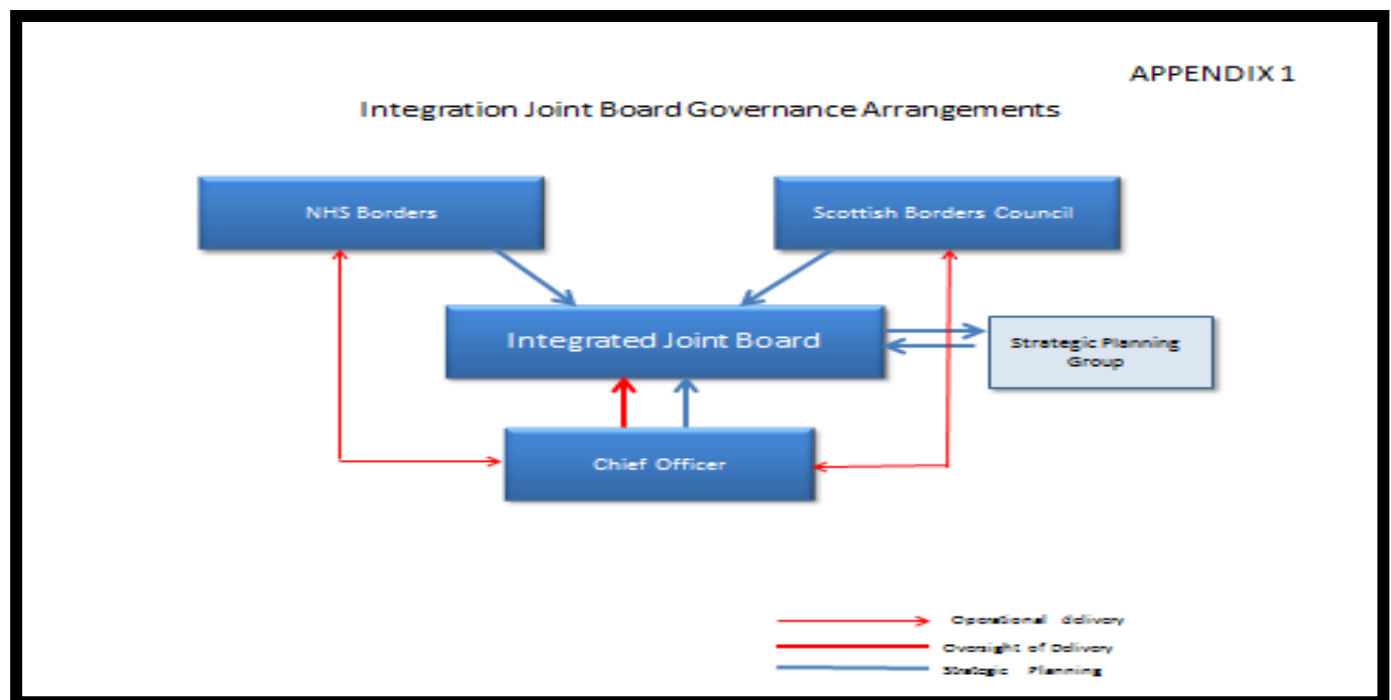 APPENDIX 1
Integration Joint Board Governance Arrangements
NHS Borders
Scottish Borders Council
Integrated Joint Board
Strategic Planning
Group
Chief Officer
Operational delivery
Oversight of Delivery
Strategic Planning